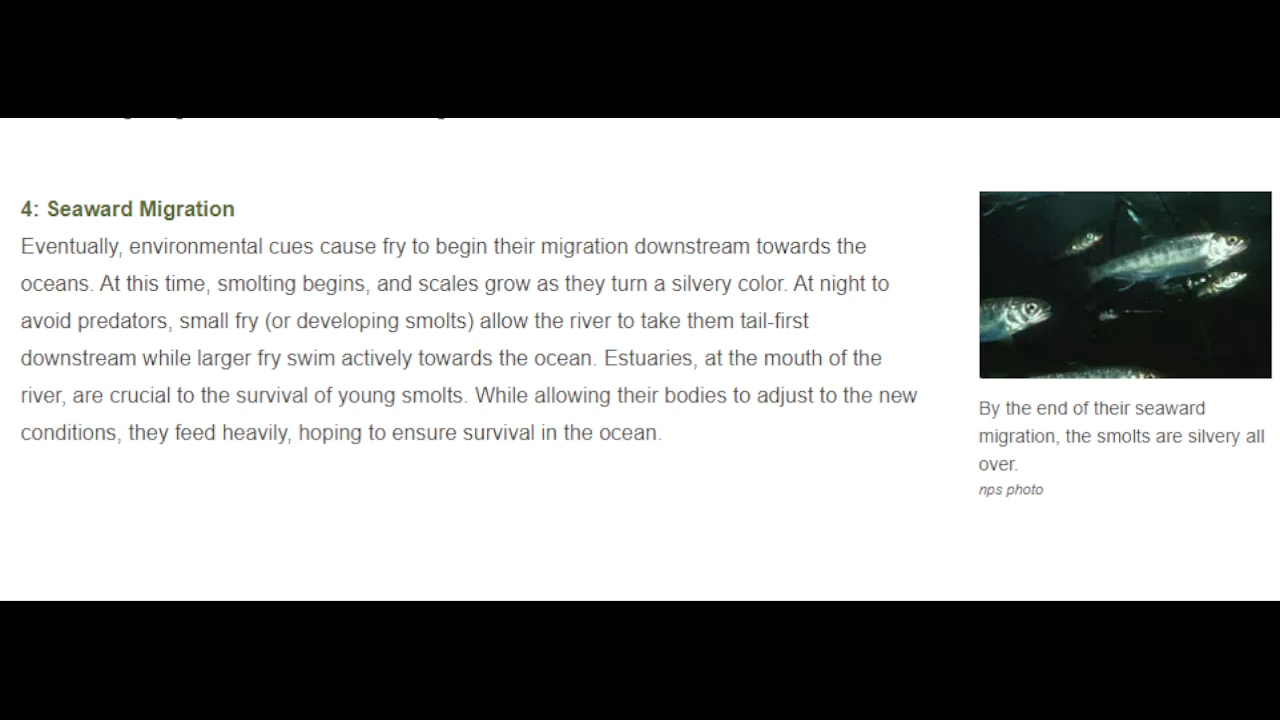 4: Seaward Migration
Eventually, environmental cues cause fry to begin their migration downstream towards the
oceans. At this time, smolting begins, and scales grow as they turn a silvery color. At night to
avoid predators, small fry (or developing smolts) allow the river to take them tail-first
downstream while larger fry swim actively towards the ocean. Estuaries, at the mouth of the
river, are crucial to the survival of young smolts. While allowing their bodies to adjust to the new
conditions, they feed heavily, hoping to ensure survival in the ocean.
By the end of their seaward
migration, the smolts are silvery all
over.
nps photo